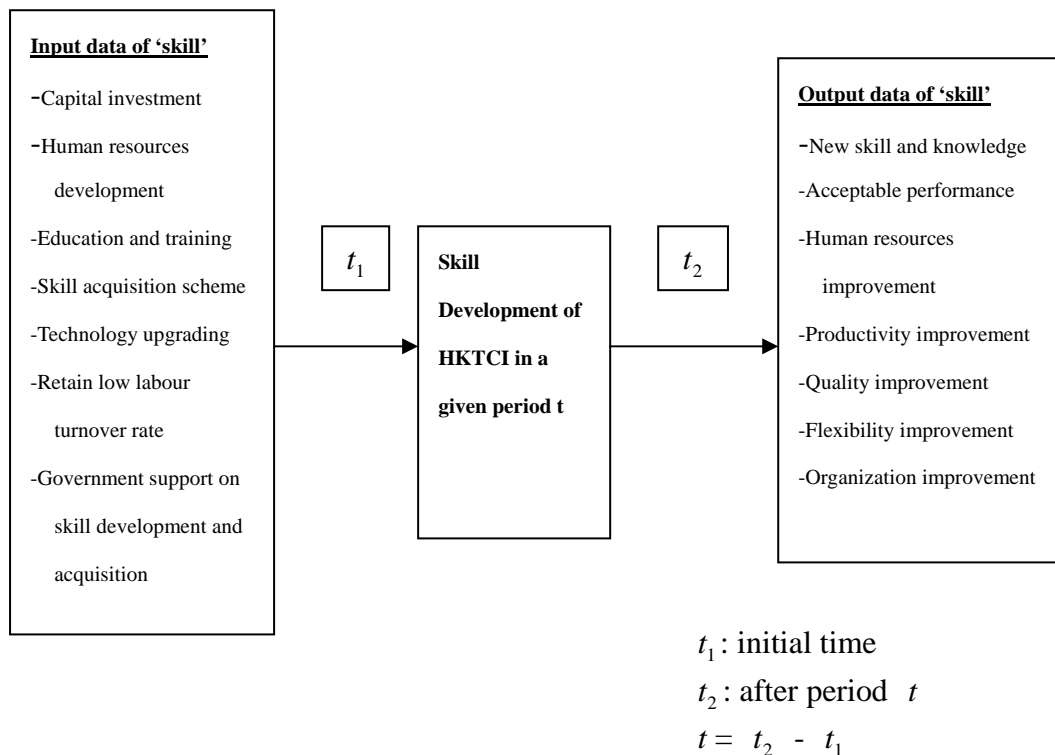 Input data of ‘skill’
-Capital investment
-Human resources
development
-Education and training
-Skill acquisition scheme
-Technology upgrading
-Retain low labour
turnover rate
-Government support on
skill development and
acquisition
t1
Skill
Development of
HKTCI in a
given period t
t2
Output data of ‘skill’
-New skill and knowledge
-Acceptable performance
-Human resources
improvement
-Productivity improvement
-Quality improvement
-Flexibility improvement
-Organization improvement
t1 : initial time
t2 : after period t
t = t2 - t1